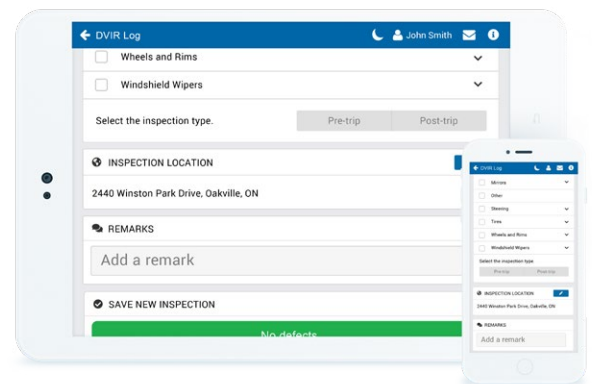 DVIR Log
John Smith
Wheels and Rims
Windshield Wipers
Select the inspection type.
Pre-trip
Post-trip
INSPECTION LOCATION
2440 Winston Park Drive, Oakville, ON
REMARKS
Add a remark
SAVE NEW INSPECTION
No defects
DVIR Log
Mirrors
Other
Steering
Tires
Wheels and Rims
Windshield Wipers
Select the inspection type
Pre-trip
Post-trip
INSPECTION LOCATION
2440 Winston Park Drive, Oakville, ON
REMARKS
Add a remark